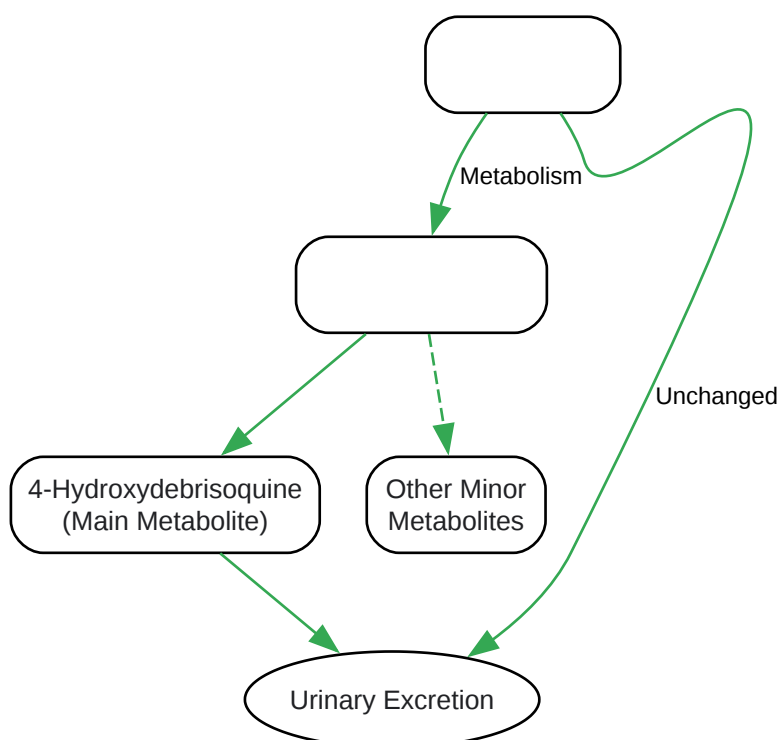 Metabolism
Unchanged
4-Hydroxydebrisoquine
(Main Metabolite)
Other Minor
Metabolites
Urinary Excretion